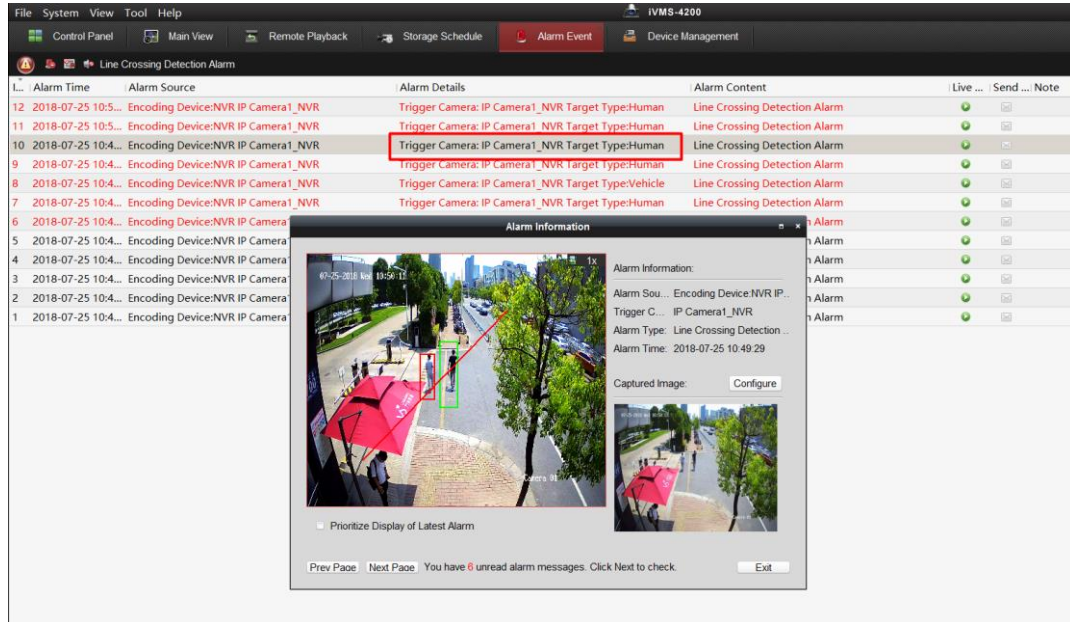 File System View Tool Help iVMS-4200
Control Panel Main View Remote Playback Storage Schedule Alarm Event Device Management
Line Crossing Detection Alarm
I... Alarm Time Alarm Source Alarm Details Alarm Content Live ... Send ... Note
12 2018-07-25 10:5... Encoding Device:NVR IP Camera1_NVR Trigger Camera: IP Camera1_NVR Target Type:Human Line Crossing Detection Alarm
11 2018-07-25 10:5... Encoding Device:NVR IP Camera1_NVR Trigger Camera: IP Camera1_NVR Target Type:Human Line Crossing Detection Alarm
10 2018-07-25 10:4... Encoding Device:NVR IP Camera1_NVR Trigger Camera: IP Camera1_NVR Target Type:Human Line Crossing Detection Alarm
9 2018-07-25 10:4... Encoding Device:NVR IP Camera1_NVR Trigger Camera: IP Camera1_NVR Target Type:Human Line Crossing Detection Alarm
8 2018-07-25 10:4... Encoding Device:NVR IP Camera1_NVR Trigger Camera: IP Camera1_NVR Target Type:Vehicle Line Crossing Detection Alarm
7 2018-07-25 10:4... Encoding Device:NVR IP Camera1_NVR Trigger Camera: IP Camera1_NVR Target Type:Human Line Crossing Detection Alarm
6 2018-07-25 10:4... Encoding Device:NVR IP Camera Alarm
5 2018-07-25 10:4... Encoding Device:NVR IP Camera Alarm
4 2018-07-25 10:4... Encoding Device:NVR IP Camera Alarm
3 2018-07-25 10:4... Encoding Device:NVR IP Camera Alarm
2 2018-07-25 10:4... Encoding Device:NVR IP Camera Alarm
1 2018-07-25 10:4... Encoding Device:NVR IP Camera Alarm
Alarm Information
07-25-2018 Wed 10:50:12 1x
Camera 01
Alarm Information:
Alarm Sou... Encoding Device:NVR IP..
Trigger C... IP Camera1_NVR
Alarm Type: Line Crossing Detection ..
Alarm Time: 2018-07-25 10:49:29
Captured Image: Configure
Prioritize Display of Latest Alarm
Prev Page Next Page You have 6 unread alarm messages. Click Next to check. Exit